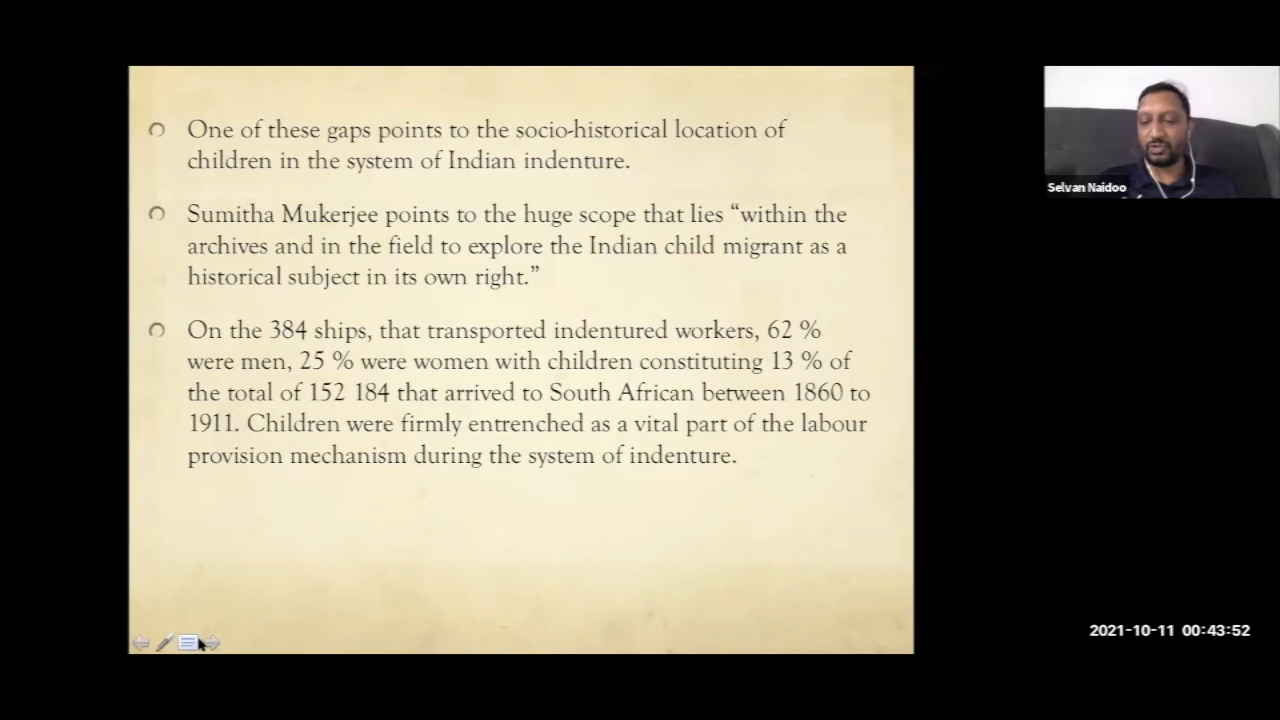 One of these gaps points to the socio-historical location of
children in the system of Indian indenture.
Sumitha Mukerjee points to the huge scope that lies “within the
archives and in the field to explore the Indian child migrant as a
historical subject in its own right.”
On the 384 ships, that transported indentured workers, 62 %
were men, 25 % were women with children constituting 13 % of
the total of 152 184 that arrived to South African between 1860 to
1911. Children were firmly entrenched as a vital part of the labour
provision mechanism during the system of indenture.
Selvan Naidoo
2021-10-11 00:43:52